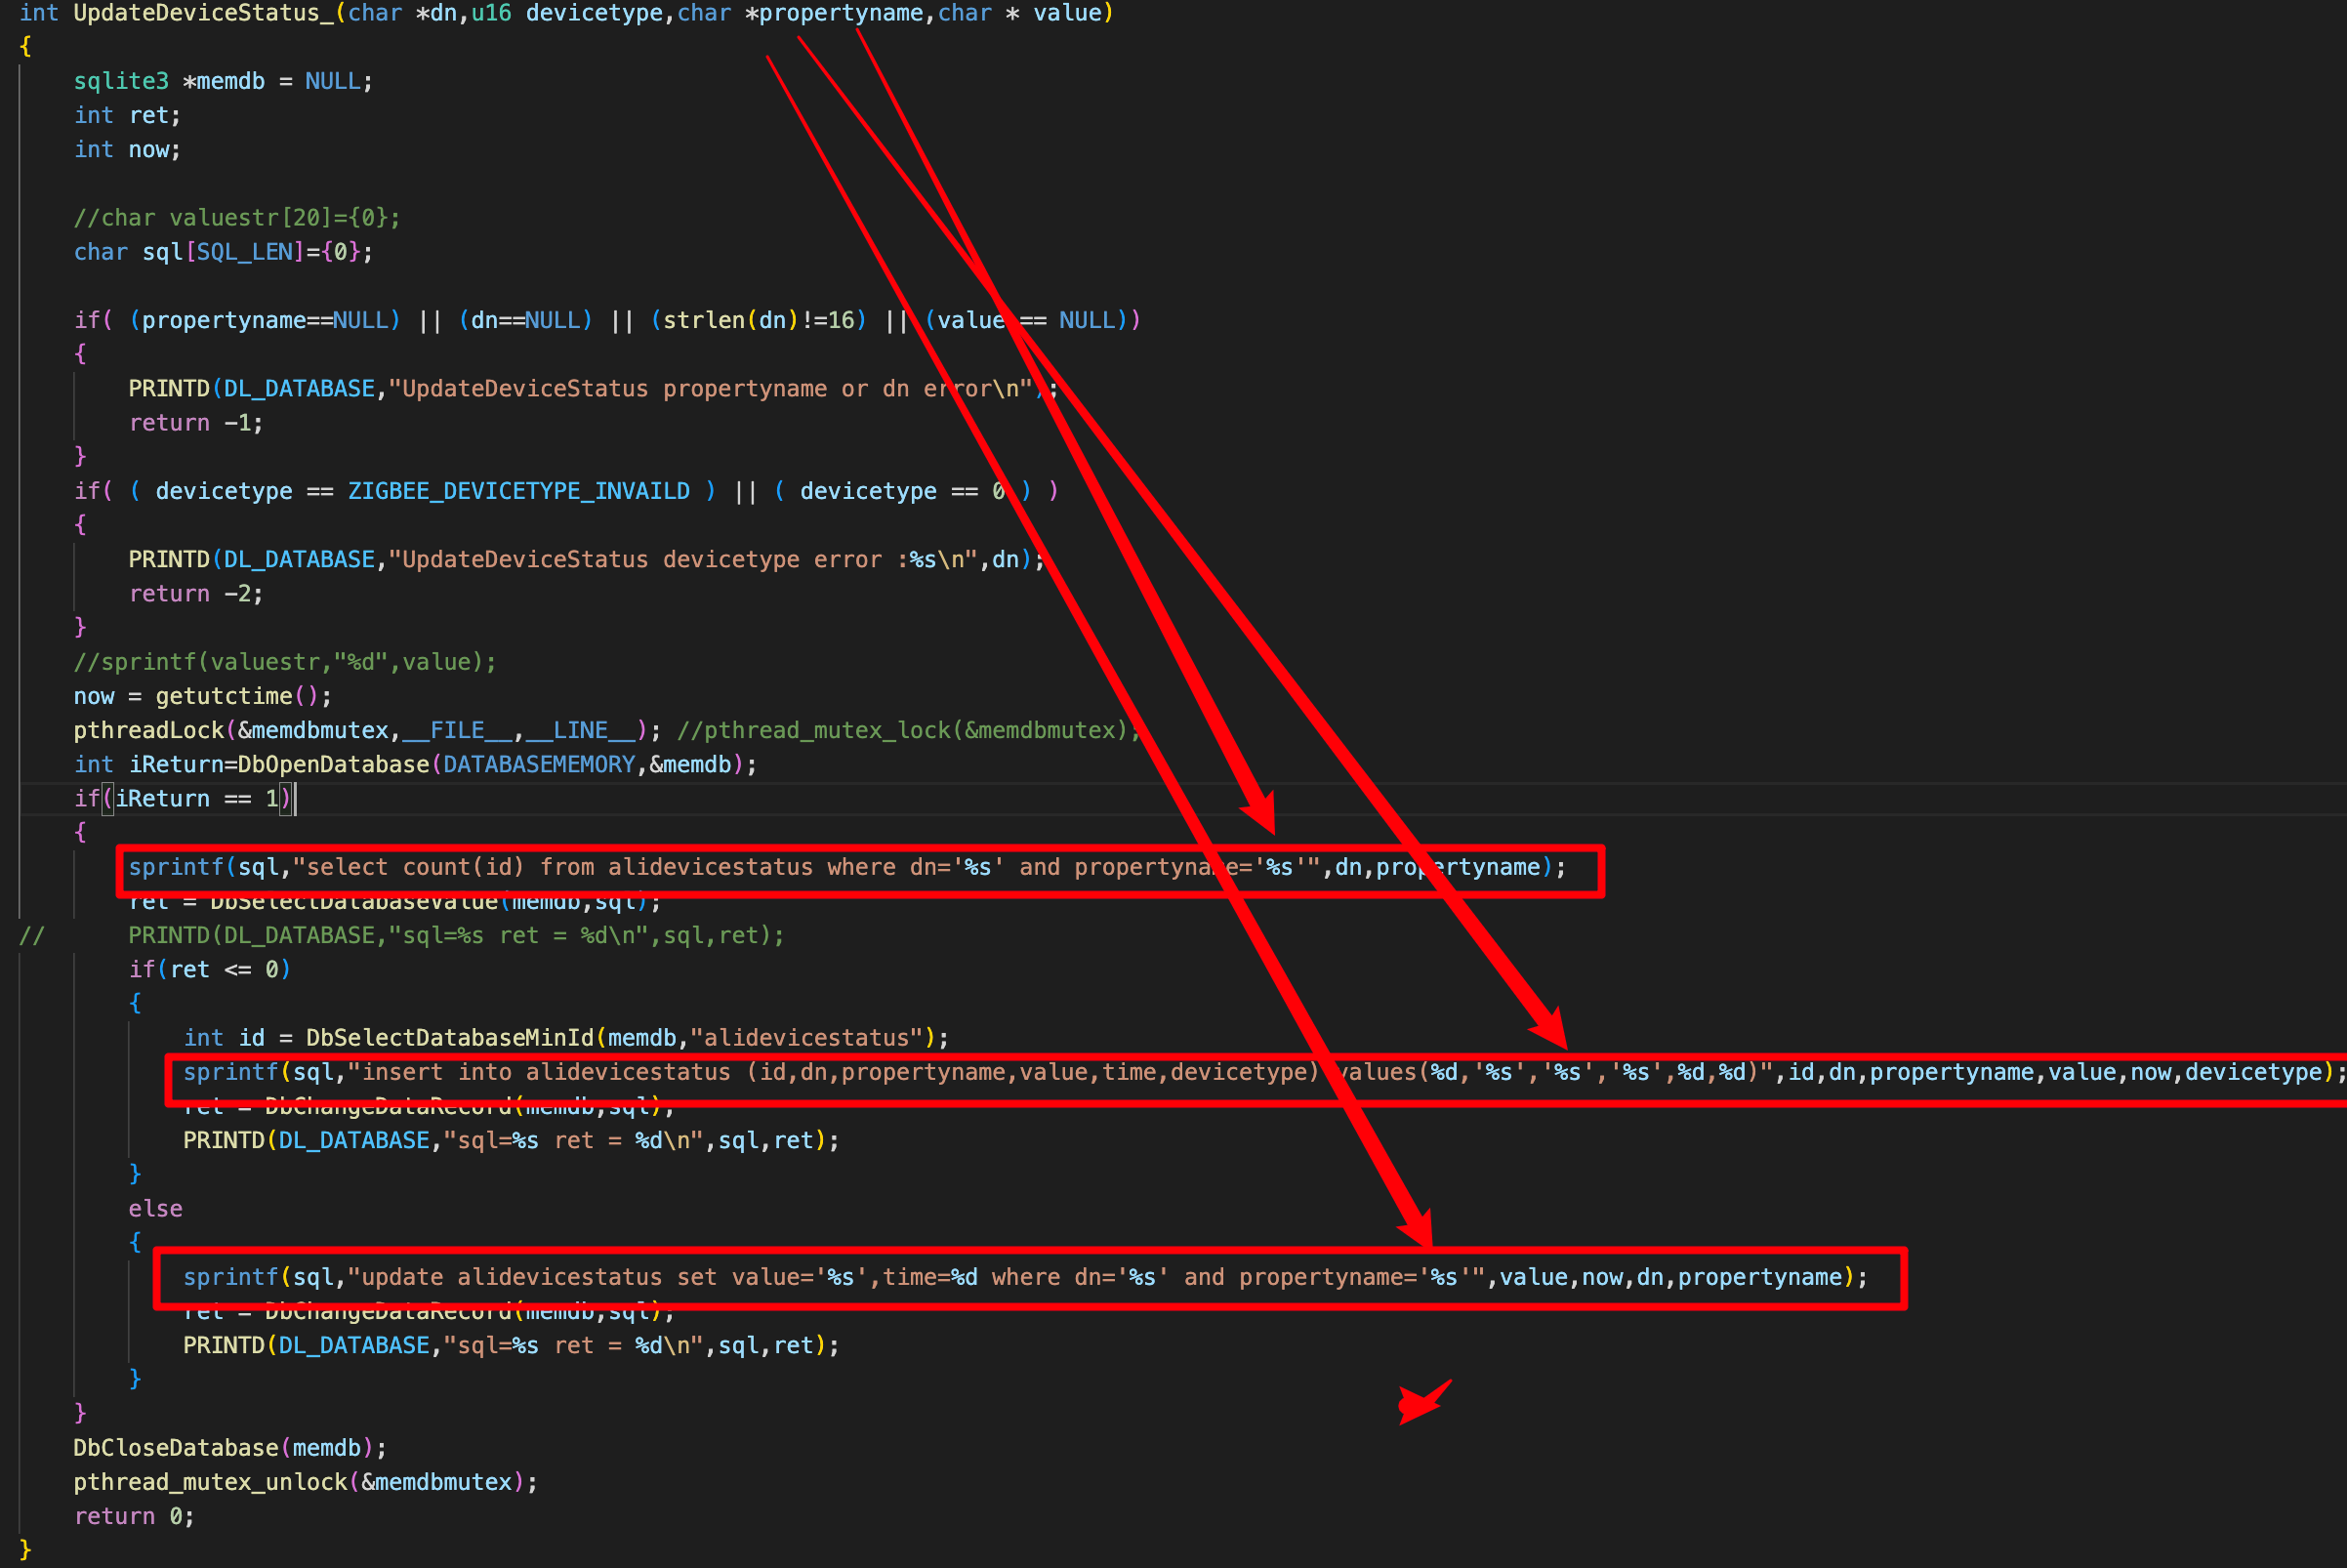 int UpdateDeviceStatus_(char *dn,u16 devicetype,char *propertyname,char * value)
{
sqlite3 *memdb = NULL;
int ret;
int now;
//char valuestr[20]={0};
char sql[SQL_LEN]={0};
if( (propertyname==NULL) || (dn==NULL) || (strlen(dn)!=16) || (value == NULL))
{
PRINTD(DL_DATABASE,"UpdateDeviceStatus propertyname or dn error\n");
return -1;
}
if( ( devicetype == ZIGBEE_DEVICETYPE_INVAILD ) || ( devicetype == 0 ) )
{
PRINTD(DL_DATABASE,"UpdateDeviceStatus devicetype error :%s\n",dn);
return -2;
}
//sprintf(valuestr,"%d",value);
now = getutctime();
pthreadLock(&memdbmutex,__FILE__,__LINE__); //pthread_mutex_lock(&memdbmutex);
int iReturn=DbOpenDatabase(DATABASEMEMORY,&memdb);
if(iReturn == 1)
{
sprintf(sql,"select count(id) from alidevicestatus where dn='%s' and propertyname='%s'",dn,propertyname);
ret = DbSelectDatabaseValue(memdb,sql);
// PRINTD(DL_DATABASE,"sql=%s ret = %d\n",sql,ret);
if(ret <= 0)
{
int id = DbSelectDatabaseMinId(memdb,"alidevicestatus");
sprintf(sql,"insert into alidevicestatus (id,dn,propertyname,value,time,devicetype) values(%d,'%s','%s','%s',%d,%d)",id,dn,propertyname,value,now,devicetype);
ret = DbChangeDataRecord(memdb,sql);
PRINTD(DL_DATABASE,"sql=%s ret = %d\n",sql,ret);
}
else
{
sprintf(sql,"update alidevicestatus set value='%s',time=%d where dn='%s' and propertyname='%s'",value,now,dn,propertyname);
ret = DbChangeDataRecord(memdb,sql);
PRINTD(DL_DATABASE,"sql=%s ret = %d\n",sql,ret);
}
}
DbCloseDatabase(memdb);
pthread_mutex_unlock(&memdbmutex);
return 0;
}